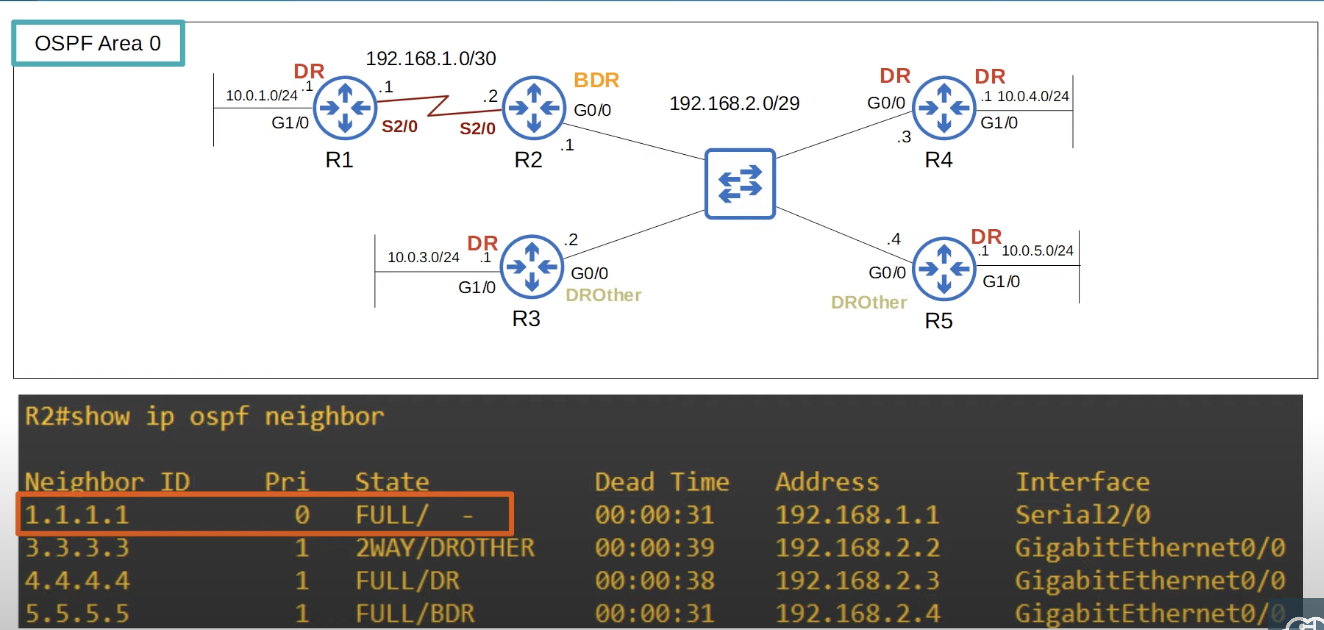 OSPF Area 0
192.168.1.0/30
DR
10.0.1.0/24
.1
.1
G1/0
S2/0
R1
.2
S2/0
BDR
G0/0
.1
R2
192.168.2.0/29
DR
DR
G0/0
.1 10.0.4.0/24
G1/0
.3
R4
10.0.3.0/24
DR
.1
.2
G1/0
G0/0
DROther
R3
.4
DR
.1 10.0.5.0/24
G0/0
G1/0
DROther
R5
R2#show ip ospf neighbor
Neighbor ID Pri State Dead Time Address Interface
1.1.1.1 0 FULL/ - 00:00:31 192.168.1.1 Serial2/0
3.3.3.3 1 2WAY/DROTHER 00:00:39 192.168.2.2 GigabitEthernet0/0
4.4.4.4 1 FULL/DR 00:00:38 192.168.2.3 GigabitEthernet0/0
5.5.5.5 1 FULL/BDR 00:00:31 192.168.2.4 GigabitEthernet0/0